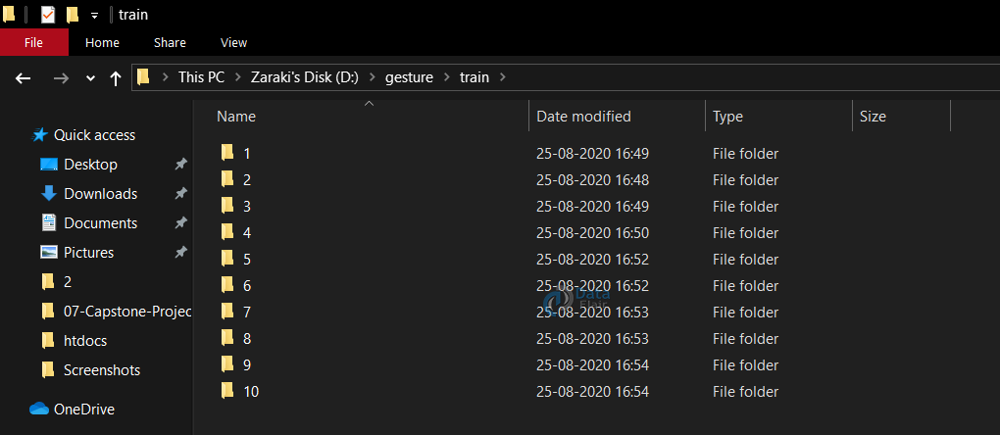 train
File Home Share View
This PC Zaraki's Disk (D:) gesture train
Name Date modified Type Size
Quick access
Desktop
Downloads
Documents
Pictures
2
07-Capstone-Projec
htdocs
Screenshots
OneDrive
1 25-08-2020 16:49 File folder
2 25-08-2020 16:48 File folder
3 25-08-2020 16:49 File folder
4 25-08-2020 16:50 File folder
5 25-08-2020 16:52 File folder
6 25-08-2020 16:52 File folder
7 25-08-2020 16:53 File folder
8 25-08-2020 16:53 File folder
9 25-08-2020 16:54 File folder
10 25-08-2020 16:54 File folder
Data
Flair